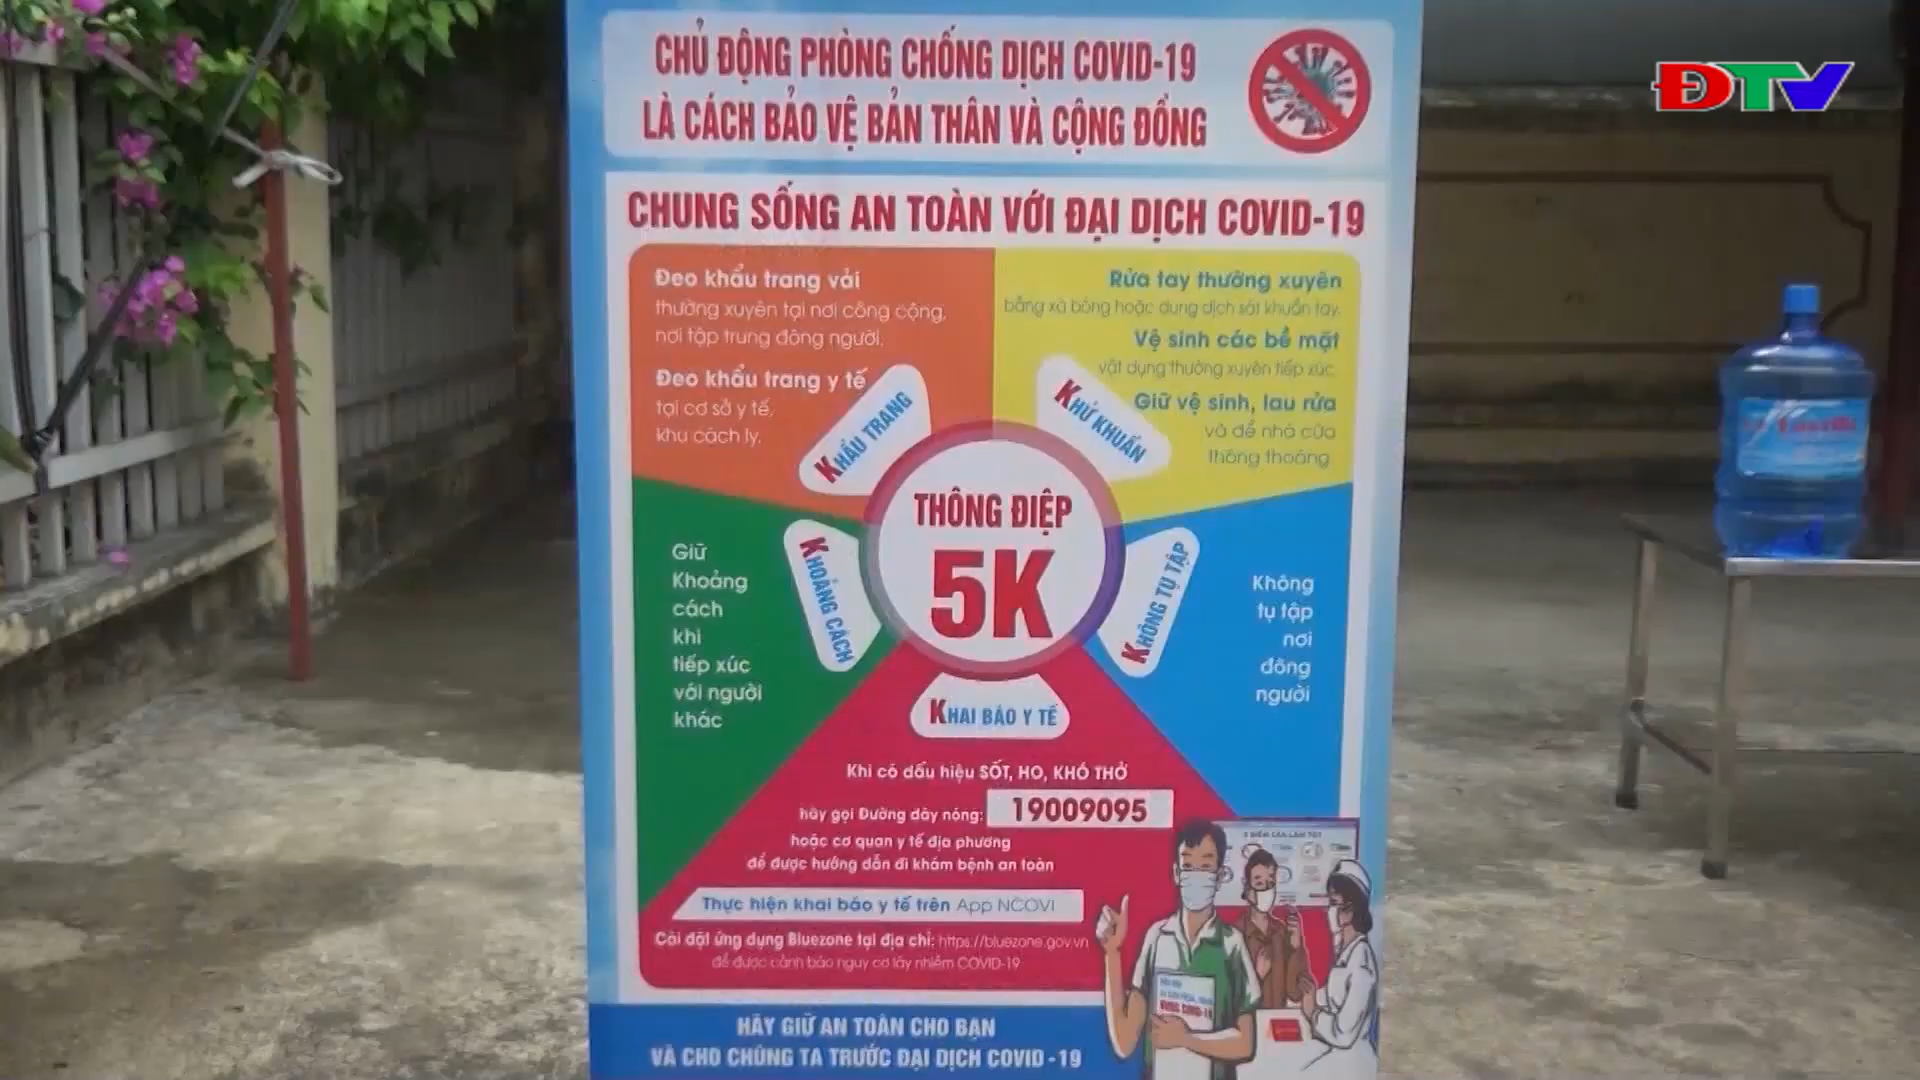 CHỦ ĐỘNG PHÒNG CHỐNG DỊCH COVID-19
LÀ CÁCH BẢO VỆ BẢN THÂN VÀ CỘNG ĐỒNG
ĐTV
CHUNG SỐNG AN TOÀN VỚI ĐẠI DỊCH COVID-19
Đeo khẩu trang vải
thường xuyên tại nơi công cộng,
nơi tập trung đông người.
Đeo khẩu trang y tế
tại cơ sở y tế,
khu cách ly.
KHẨU TRANG
Rửa tay thường xuyên
bằng xà bông hoặc dung dịch sát khuẩn tay.
Vệ sinh các bề mặt
vật dụng thường xuyên tiếp xúc.
Giữ vệ sinh, lau rửa
và để nhà cửa
thông thoáng.
KHỬ KHUẨN
THÔNG ĐIỆP
5K
Giữ
Khoảng
cách
khi
tiếp xúc
với người
khác
KHOẢNG CÁCH
KHÔNG TỤ TẬP
Không
tụ tập
nơi
đông
người
KHAI BÁO Y TẾ
Khi có dấu hiệu SỐT, HO, KHÓ THỞ
hãy gọi Đường dây nóng: 19009095
hoặc cơ quan y tế địa phương
để được hướng dẫn đi khám bệnh an toàn
Thực hiện khai báo y tế trên App NCOVI
Cài đặt ứng dụng Bluezone tại địa chỉ: https://bluezone.gov.vn
để được cảnh báo nguy cơ lây nhiễm COVID-19
HÃY GIỮ AN TOÀN CHO BẠN
VÀ CHO CHÚNG TA TRƯỚC ĐẠI DỊCH COVID -19